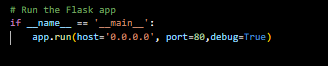 # Run the Flask app
if __name__ == '__main__':
    app.run(host='0.0.0.0', port=80,debug=True)